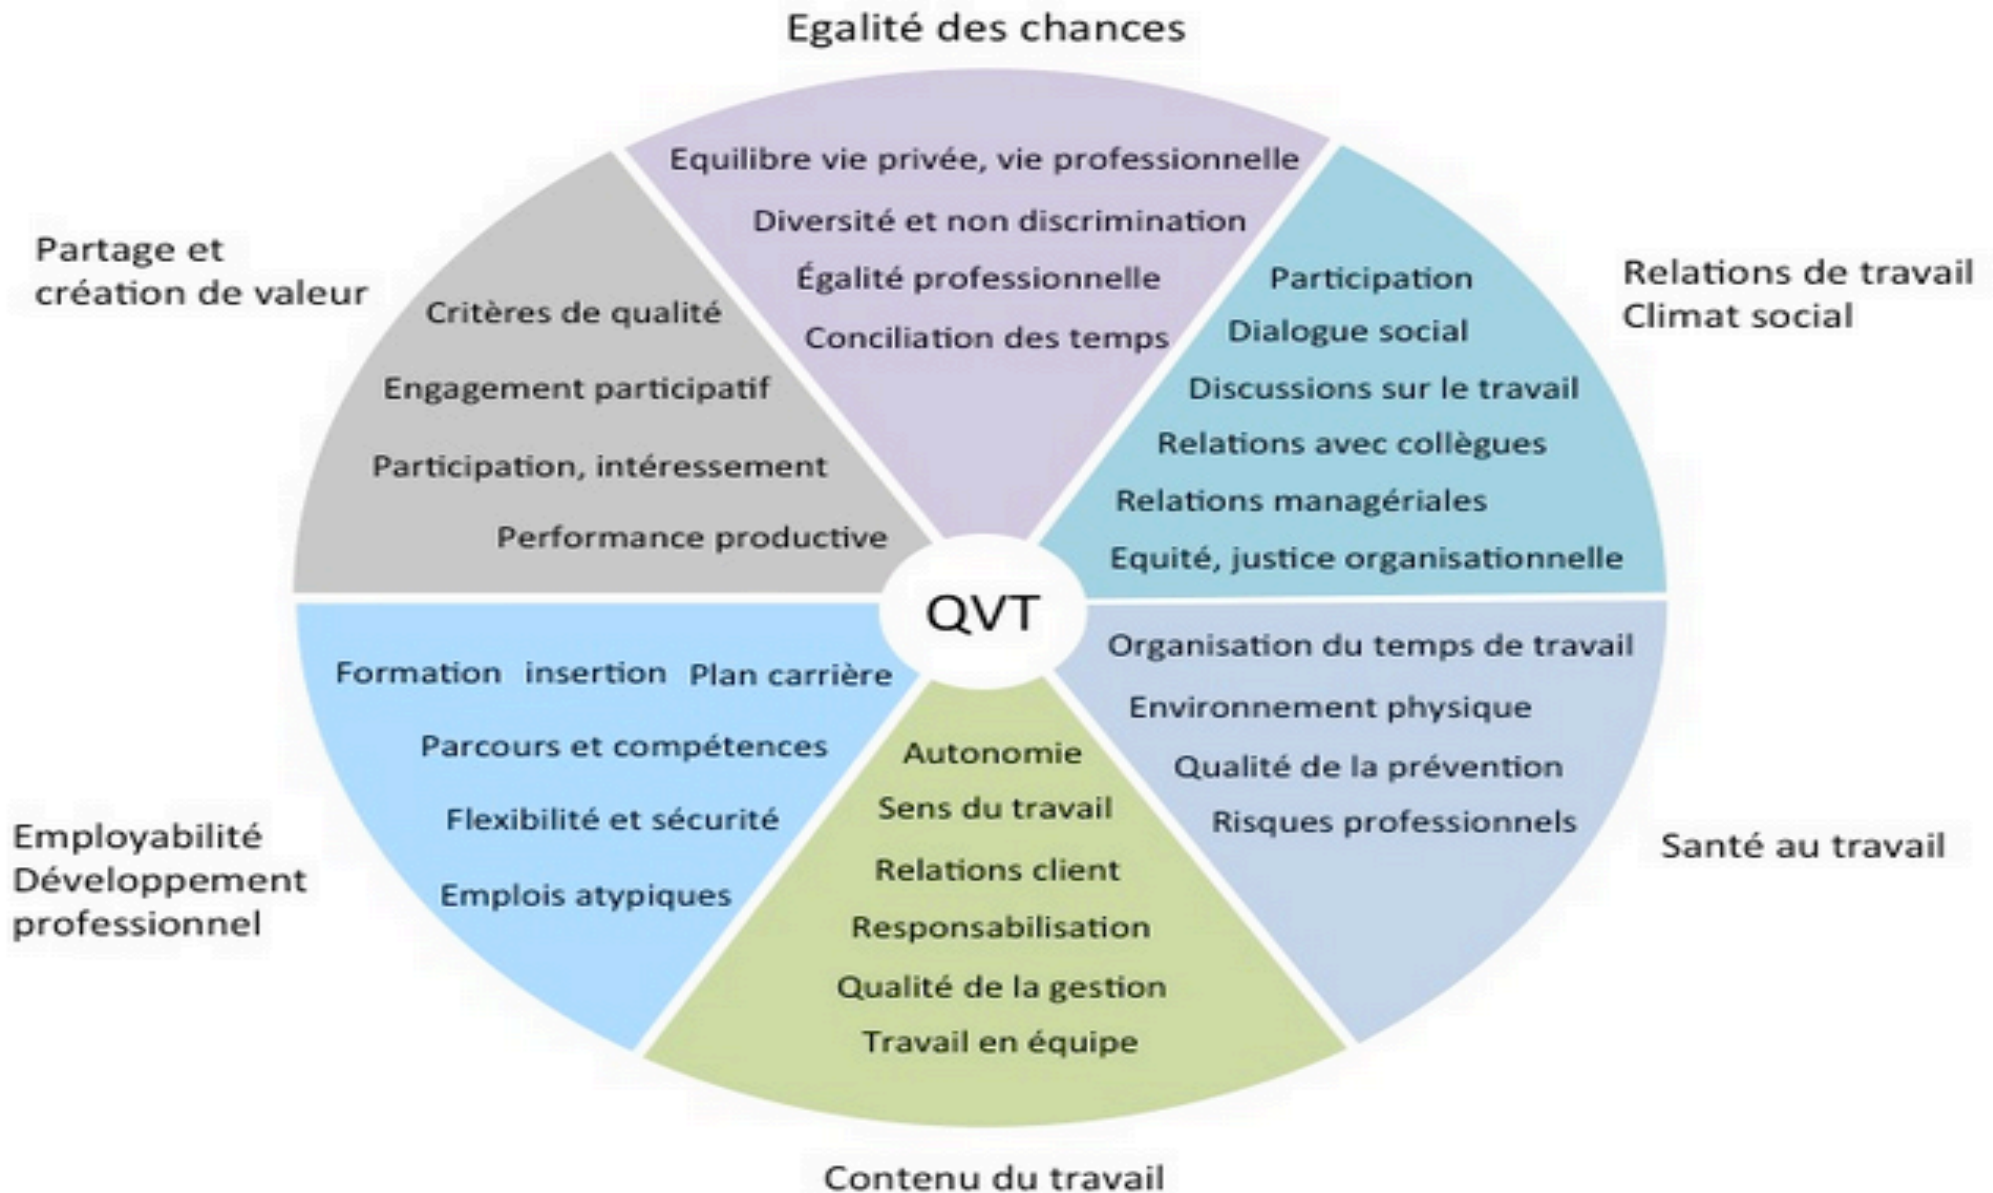 Egalité des chances
Equilibre vie privée, vie professionnelle
Diversité et non discrimination
Égalité professionnelle
Conciliation des temps
Relations de travail
Climat social
Participation
Dialogue social
Discussions sur le travail
Relations avec collègues
Relations managériales
Equité, justice organisationnelle
Santé au travail
Organisation du temps de travail
Environnement physique
Qualité de la prévention
Risques professionnels
Contenu du travail
Autonomie
Sens du travail
Relations client
Responsabilisation
Qualité de la gestion
Travail en équipe
Employabilité
Développement
professionnel
Formation insertion Plan carrière
Parcours et compétences
Flexibilité et sécurité
Emplois atypiques
Partage et
création de valeur
Critères de qualité
Engagement participatif
Participation, intéressement
Performance productive
QVT